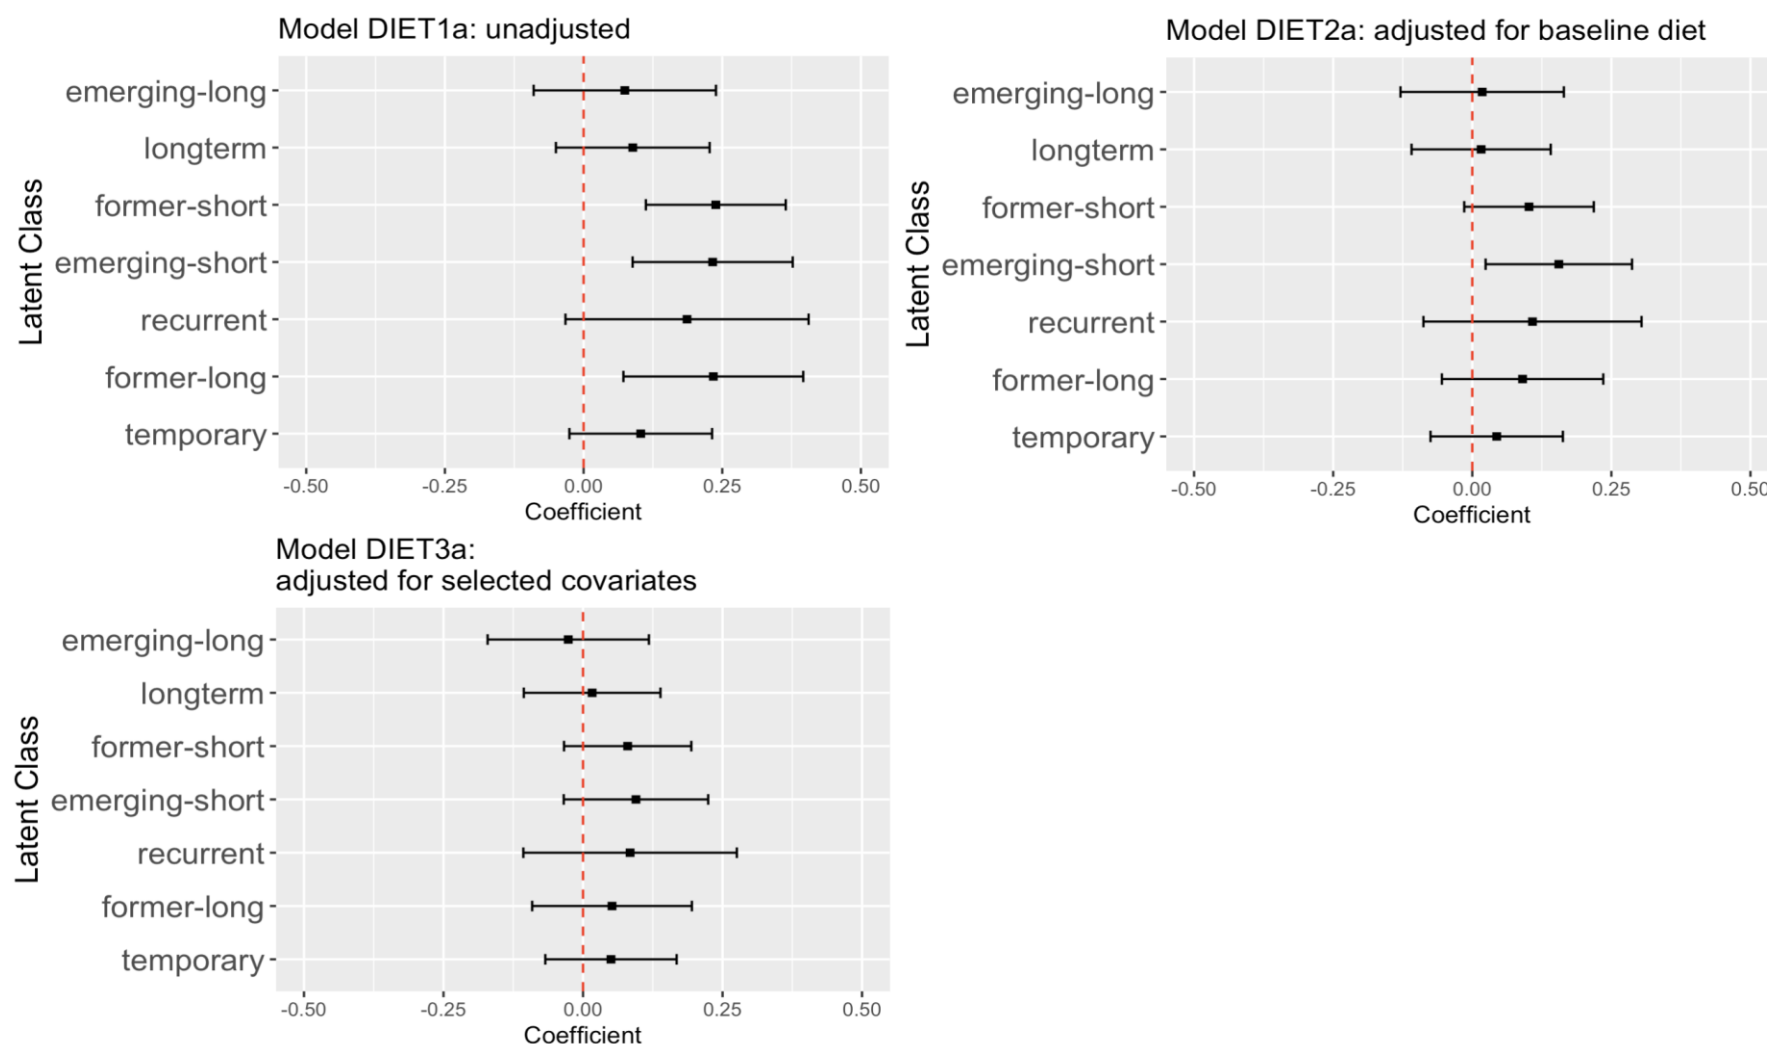 Model DIET1a: unadjusted
Latent Class
emerging-long
longterm
former-short
emerging-short
recurrent
former-long
temporary
-0.50 -0.25 0.00 0.25 0.50
Coefficient
Model DIET2a: adjusted for baseline diet
Latent Class
emerging-long
longterm
former-short
emerging-short
recurrent
former-long
temporary
-0.50 -0.25 0.00 0.25 0.50
Coefficient
Model DIET3a:
adjusted for selected covariates
Latent Class
emerging-long
longterm
former-short
emerging-short
recurrent
former-long
temporary
-0.50 -0.25 0.00 0.25 0.50
Coefficient